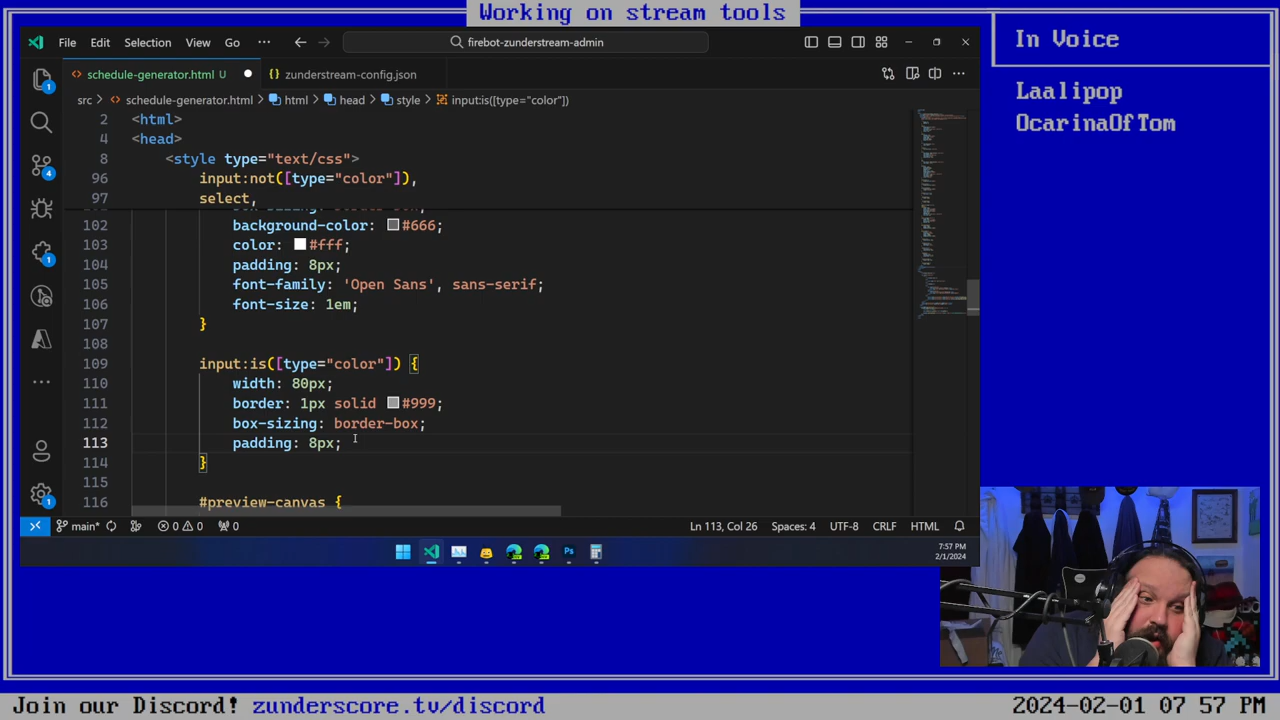 Working on stream tools
In Voice
Laalipop
OcarinaOfTom
File Edit Selection View Go ··· firebot-zunderstream-admin
schedule-generator.html U zunderstream-config.json
src > schedule-generator.html > html > head > style > input:is([type="color"])
2 <html>
4 <head>
8 <style type="text/css">
96 input:not([type="color"]),
97 select,
102 background-color: #666;
103 color: #fff;
104 padding: 8px;
105 font-family: 'Open Sans', sans-serif;
106 font-size: 1em;
107 }
108
109 input:is([type="color"]) {
110 width: 80px;
111 border: 1px solid #999;
112 box-sizing: border-box;
113 padding: 8px;
114 }
115
116 #preview-canvas {
main* 0 0 0 Ln 113, Col 26 Spaces: 4 UTF-8 CRLF HTML
7:57 PM
2/1/2024
Join our Discord! zunderscore.tv/discord 2024-02-01 07 57 PM